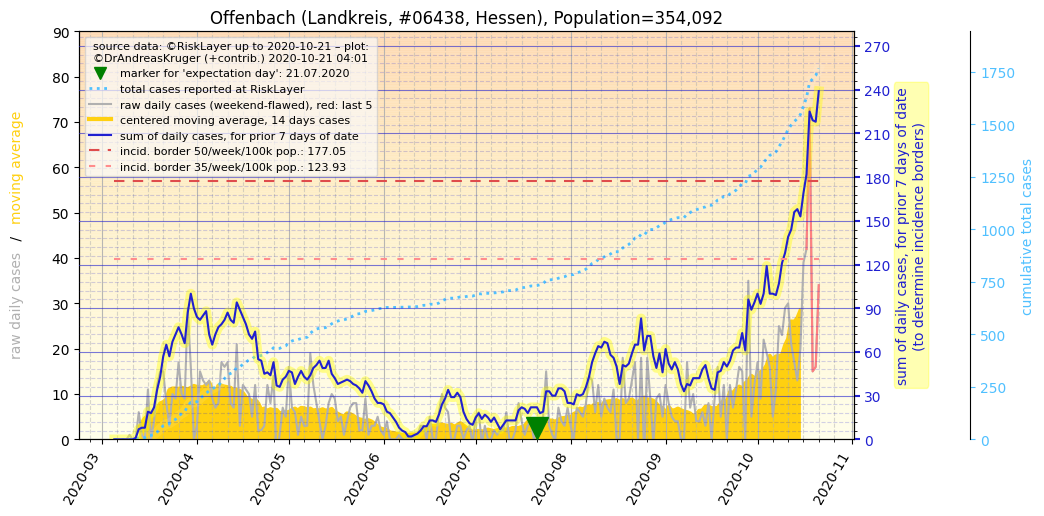 Offenbach (Landkreis, #06438, Hessen), Population=354,092
source data: ©RiskLayer up to 2020-10-21 – plot:
©DrAndreasKruger (+contrib.) 2020-10-21 04:01
marker for 'expectation day': 21.07.2020
total cases reported at RiskLayer
raw daily cases (weekend-flawed), red: last 5
centered moving average, 14 days cases
sum of daily cases, for prior 7 days of date
incid. border 50/week/100k pop.: 177.05
incid. border 35/week/100k pop.: 123.93
raw daily cases / moving average
90
80
70
60
50
40
30
20
10
0
2020-03
2020-04
2020-05
2020-06
2020-07
2020-08
2020-09
2020-10
2020-11
270
240
210
180
150
120
90
60
30
0
sum of daily cases, for prior 7 days of date
(to determine incidence borders)
1750
1500
1250
1000
750
500
250
0
cumulative total cases